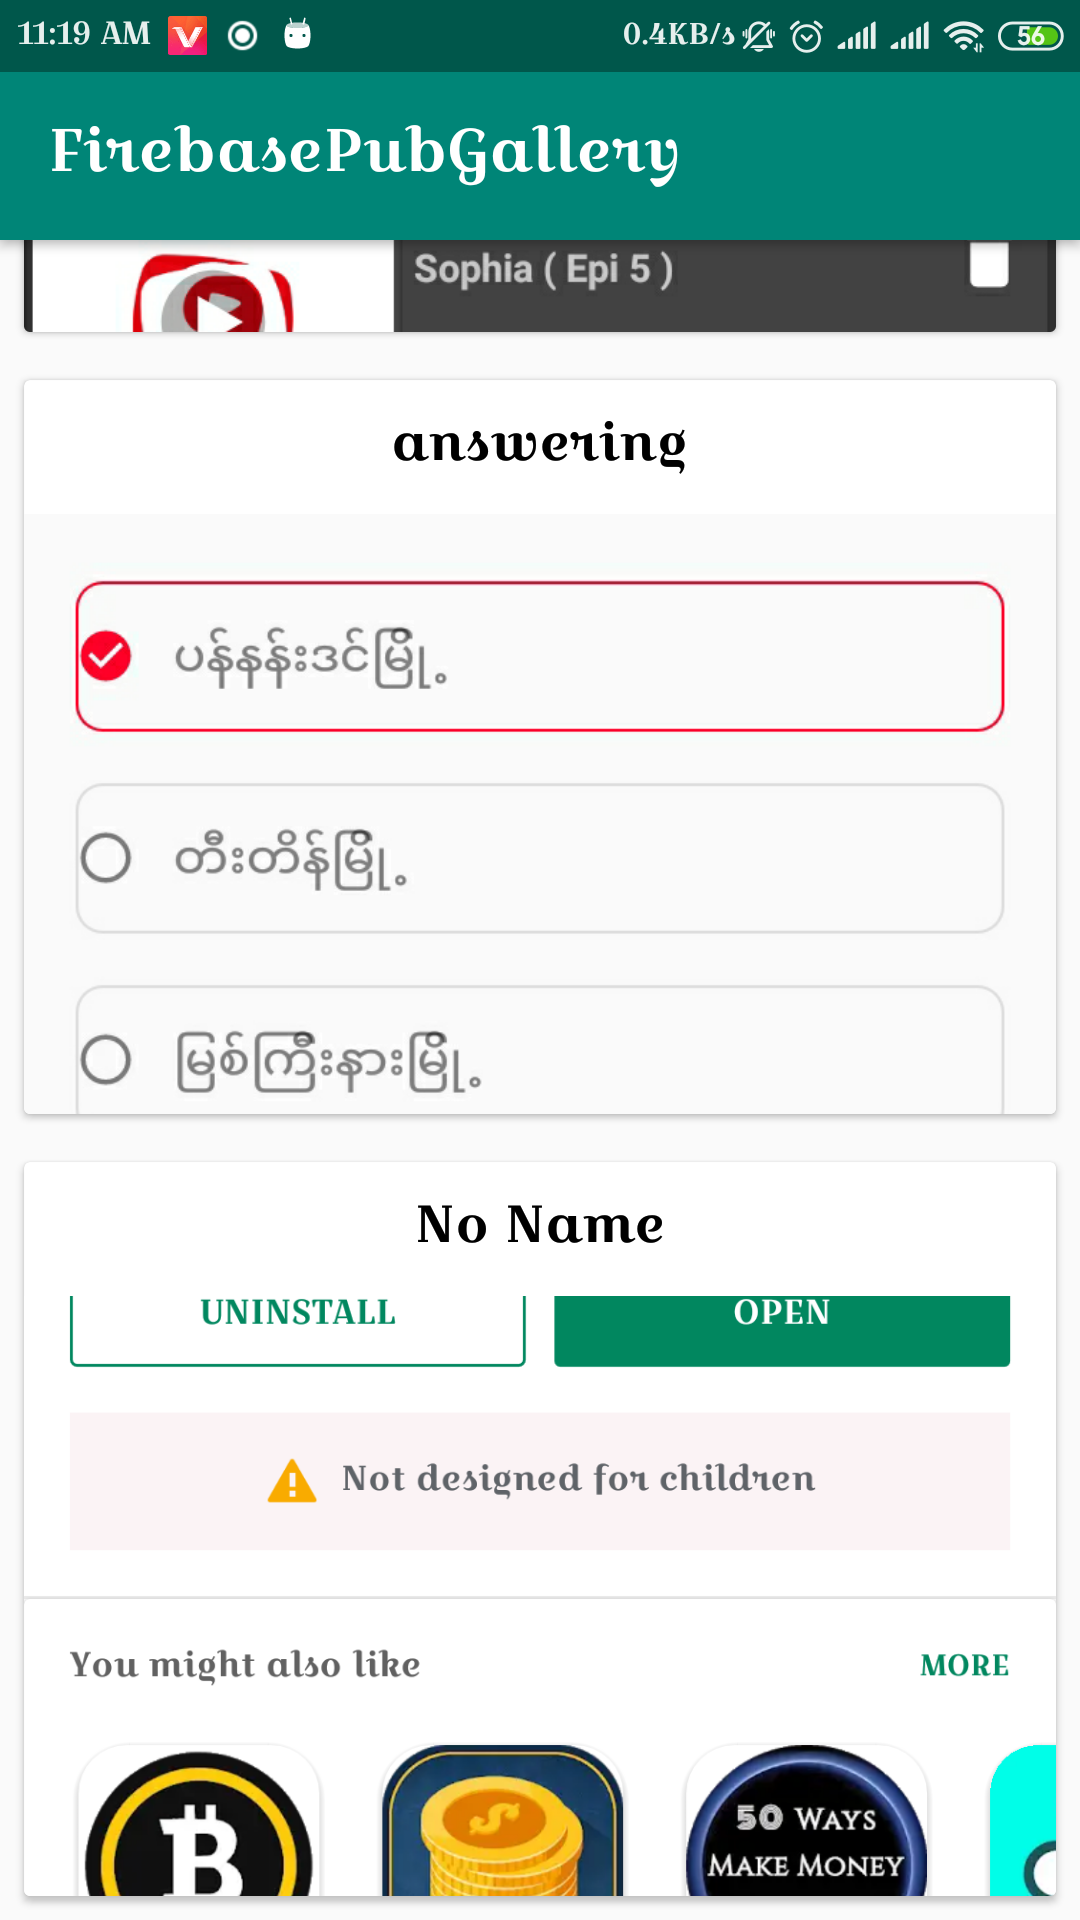 11:19 AM 0.4KB/s 56
FirebasePubGallery
Sophia ( Epi 5 )
answering
ပန်နန်းဒင်မြို့
တီးတိန်မြို့
မြစ်ကြီးနားမြို့
No Name
UNINSTALL OPEN
Not designed for children
You might also like MORE
50 WAYS
MAKE MONEY